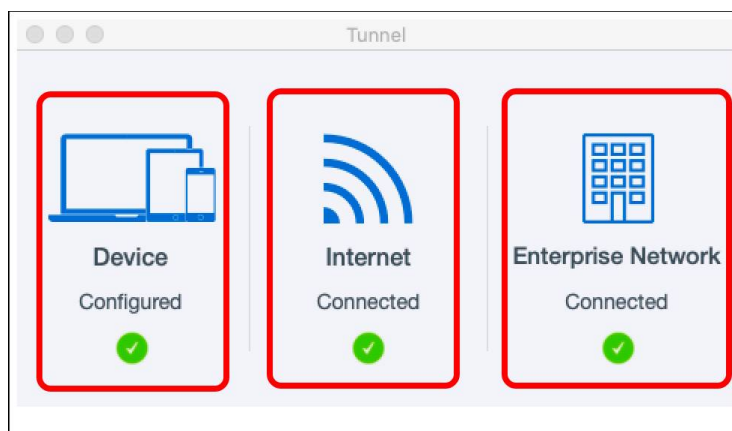 Tunnel
Device
Configured
Internet
Connected
Enterprise Network
Connected